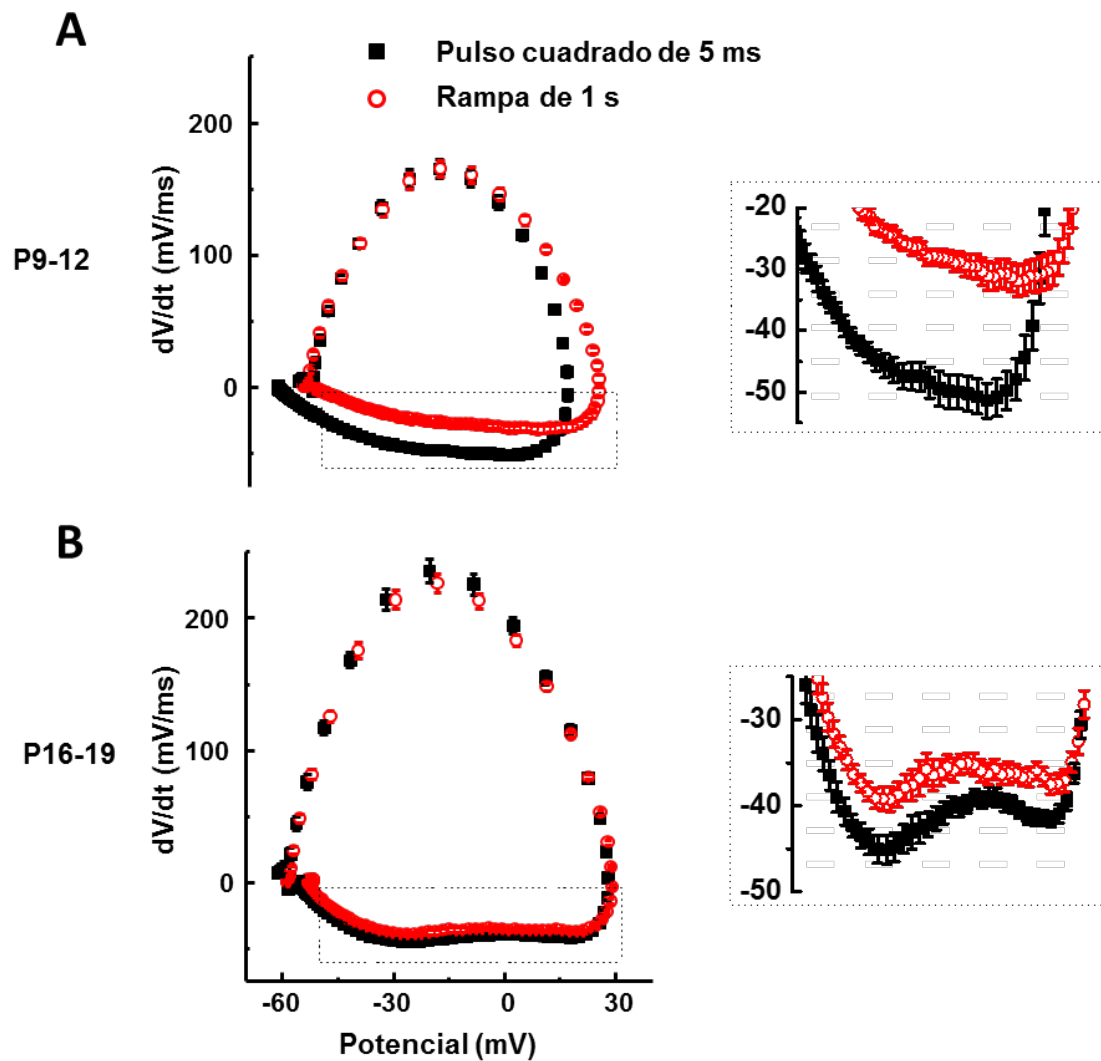 A
Pulso cuadrado de 5 ms
Rampa de 1 s
200
100
0
dV/dt (mV/ms)
P9-12
-20
-30
-40
-50
B
200
100
0
dV/dt (mV/ms)
P16-19
-30
-40
-50
-60
-30
0
30
Potencial (mV)